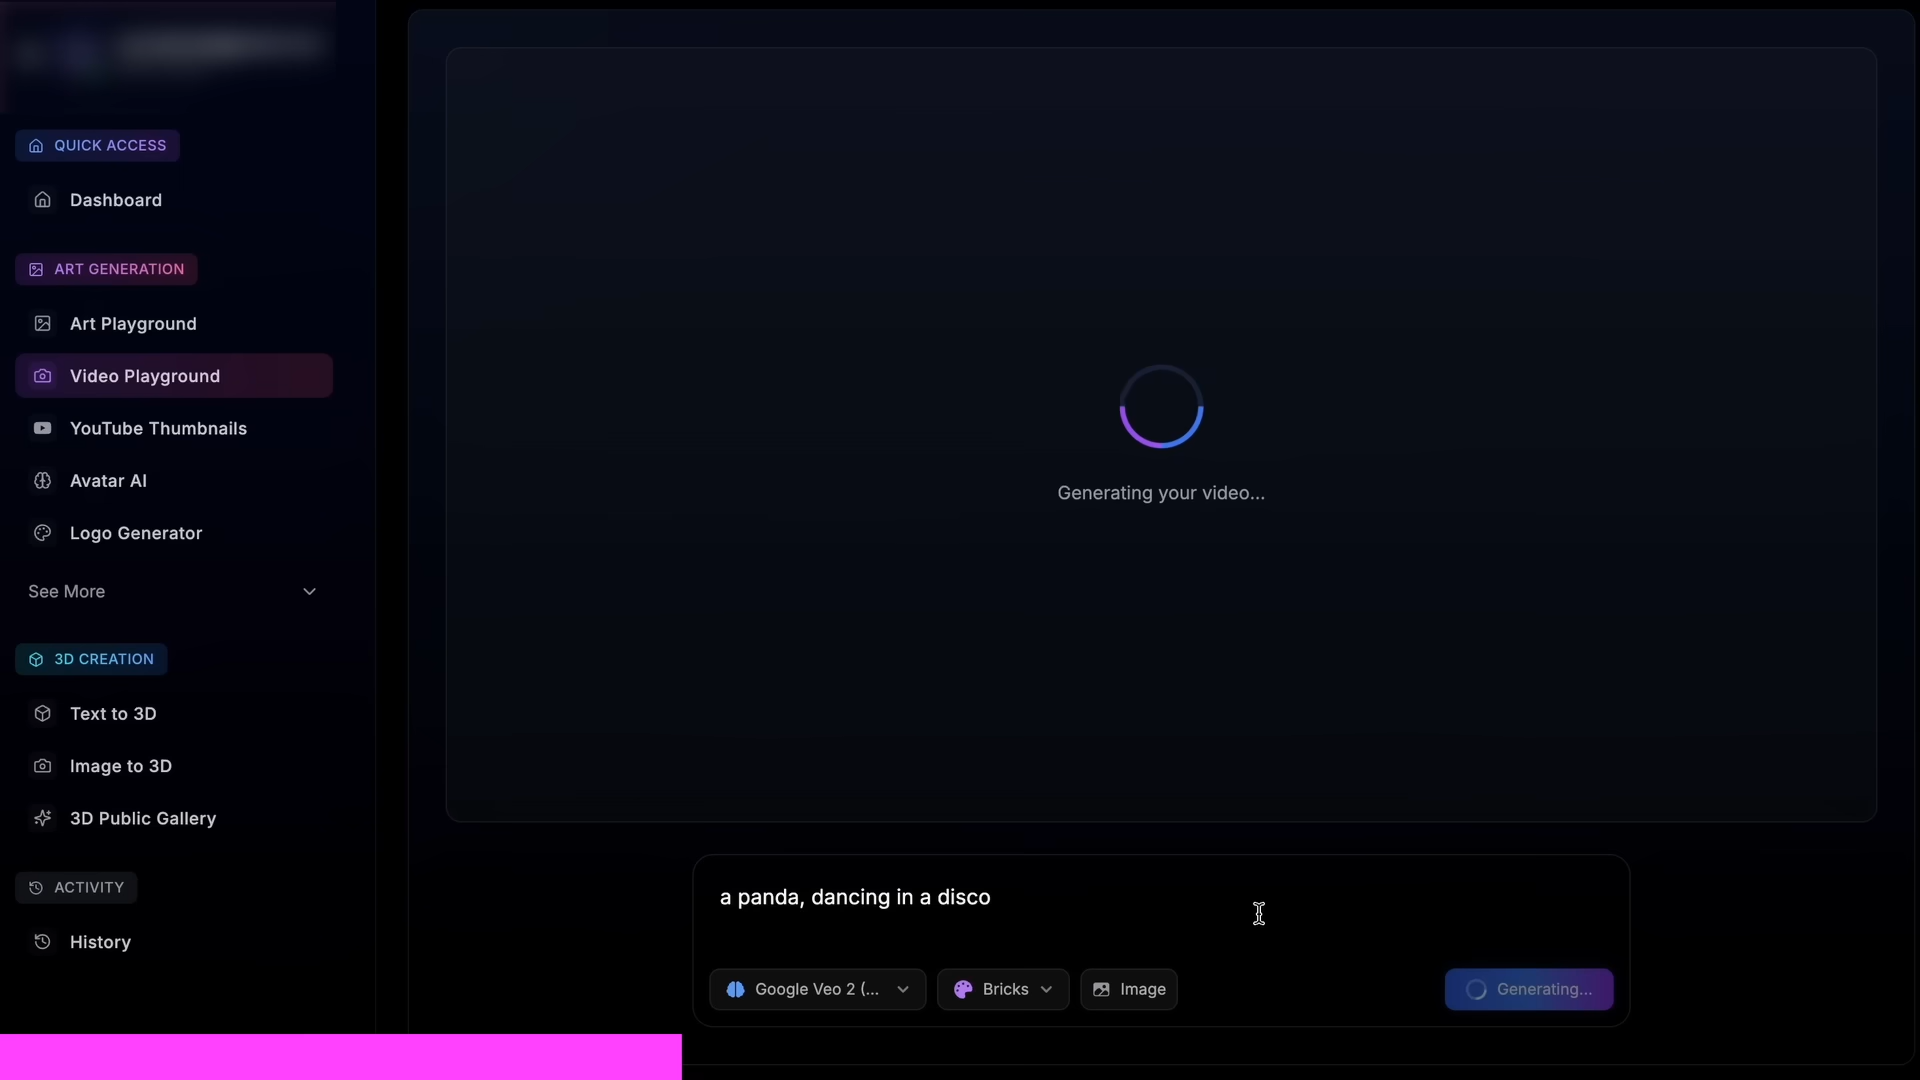 QUICK ACCESS
Dashboard
ART GENERATION
Art Playground
Video Playground
YouTube Thumbnails
Avatar AI
Logo Generator
See More
3D CREATION
Text to 3D
Image to 3D
3D Public Gallery
ACTIVITY
History
Generating your video...
a panda, dancing in a disco
Google Veo 2 (...
Bricks
Image
Generating...